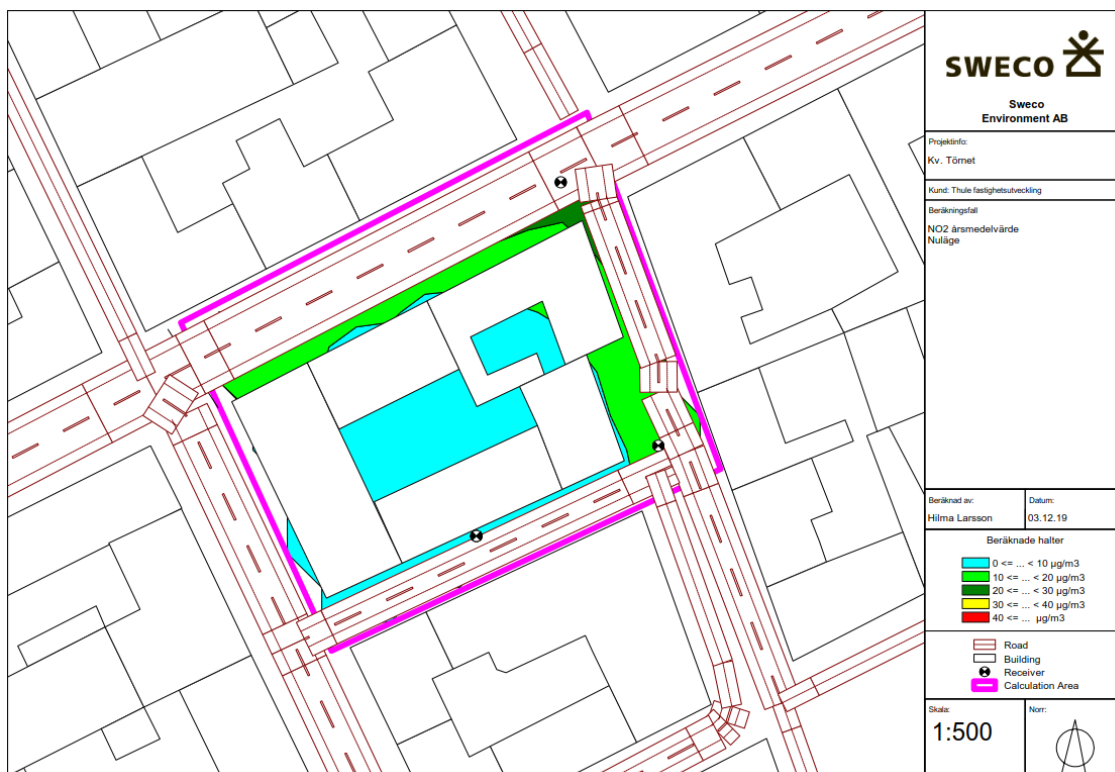 SWECO
Sweco
Environment AB
Projektinfo:
Kv. Törnet
Kund: Thule fastighetsutveckling
Beräkningsfall
NO2 årsmedelvärde
Nuläge
Beräknad av:
Hilma Larsson
Datum:
03.12.19
Beräknade halter
0 <= ... < 10 µg/m3
10 <= ... < 20 µg/m3
20 <= ... < 30 µg/m3
30 <= ... < 40 µg/m3
40 <= ... µg/m3
Road
Building
Receiver
Calculation Area
Skala:
1:500
Norr: